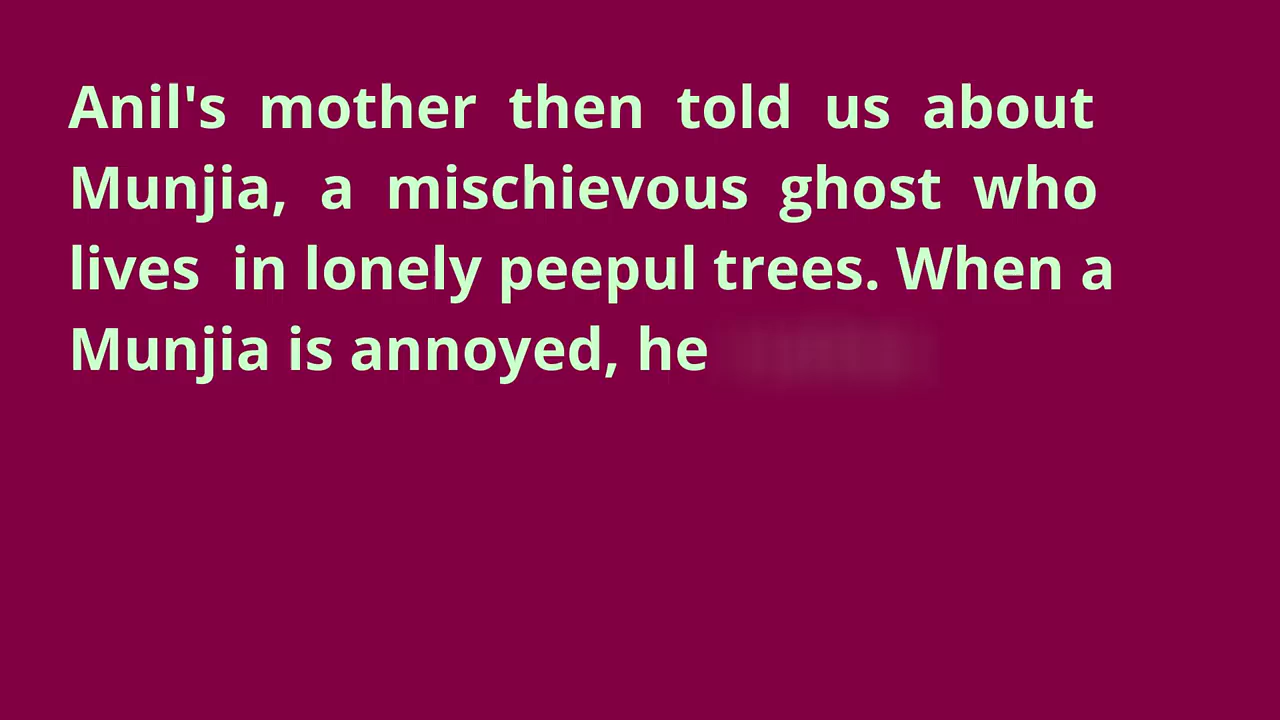 Anil's mother then told us about
Munjia, a mischievous ghost who
lives in lonely peepul trees. When a
Munjia is annoyed, he